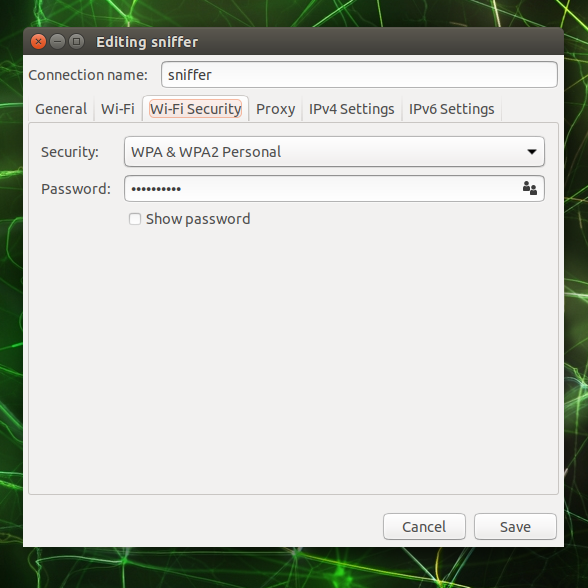 Editing sniffer
Connection name: sniffer
General Wi-Fi Wi-Fi Security Proxy IPv4 Settings IPv6 Settings
Security: WPA & WPA2 Personal
Password: ••••••••••
Show password
Cancel Save